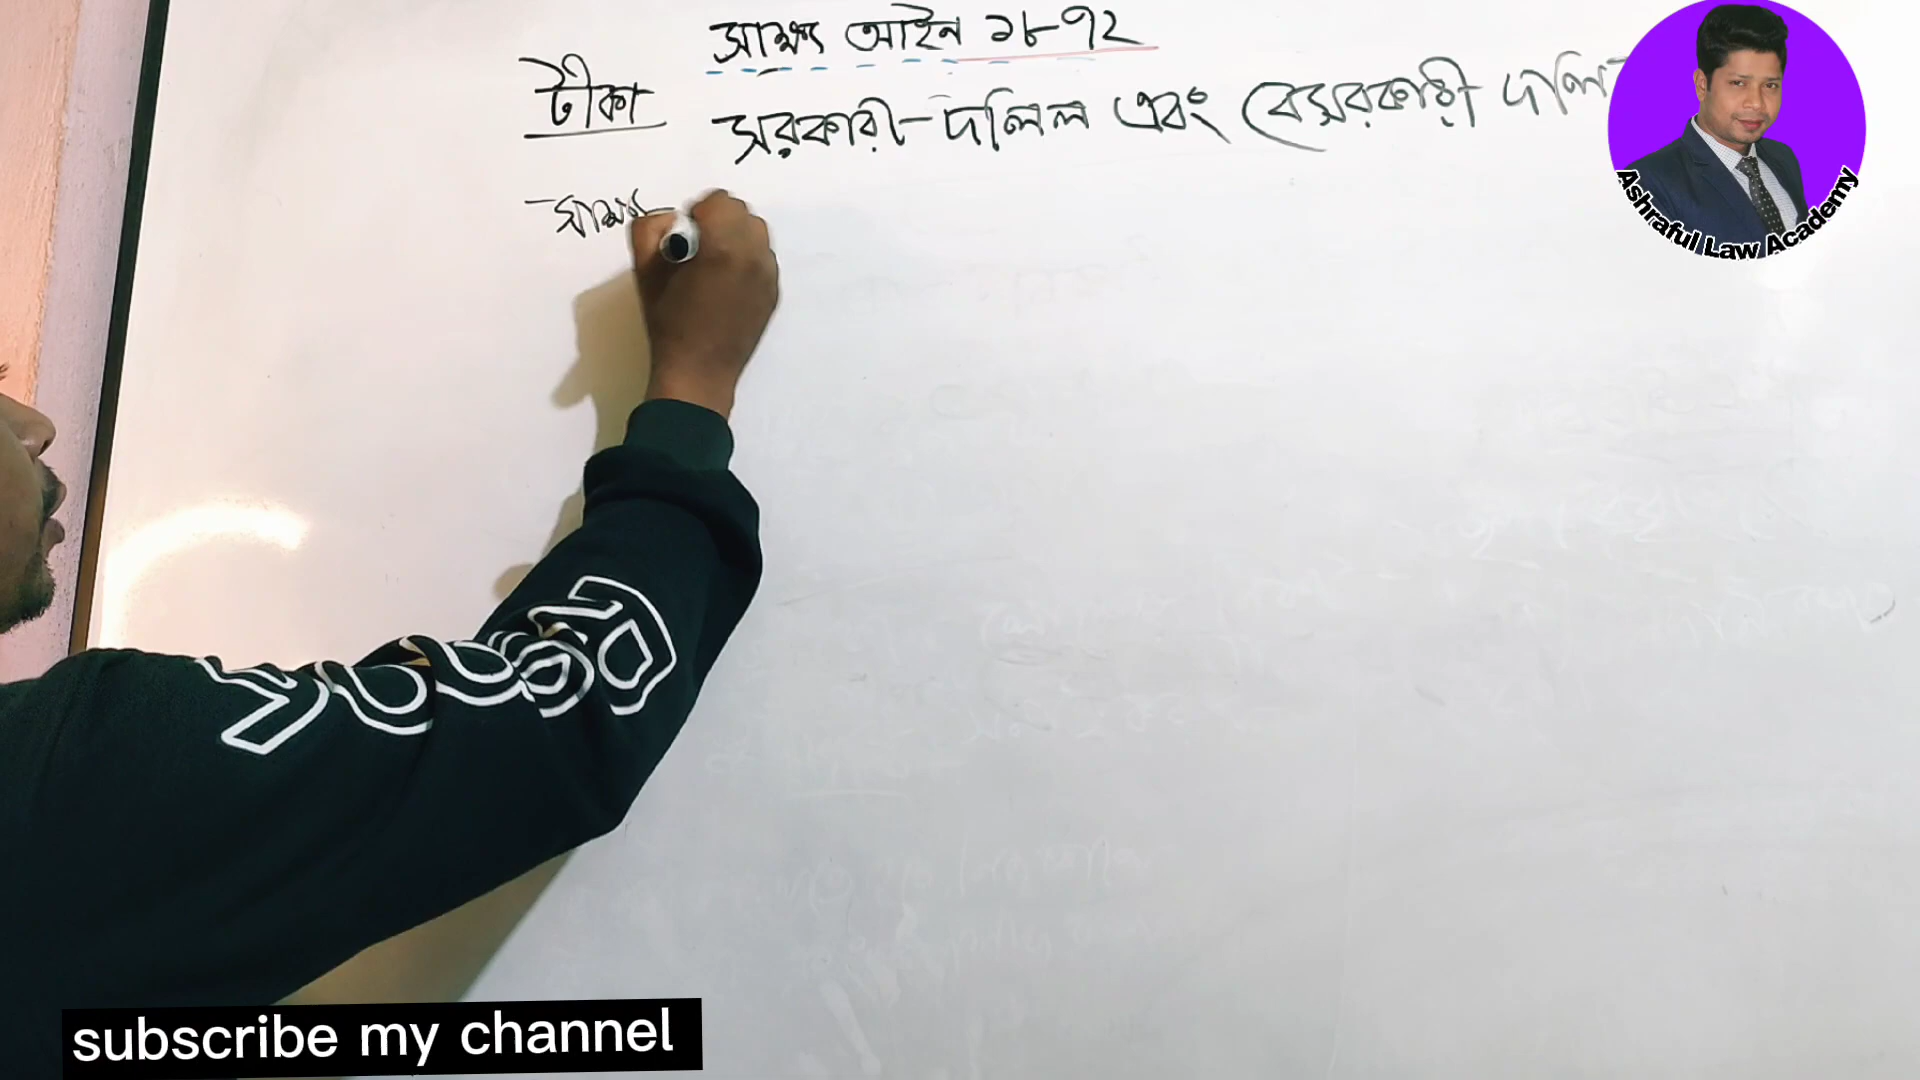 সাক্ষ্য আইন ১৮৭২
টীকা
সরকারী দলিল এবং বেসরকারী দলি
সাক্ষ্য
Ashraful Law Academy
subscribe my channel